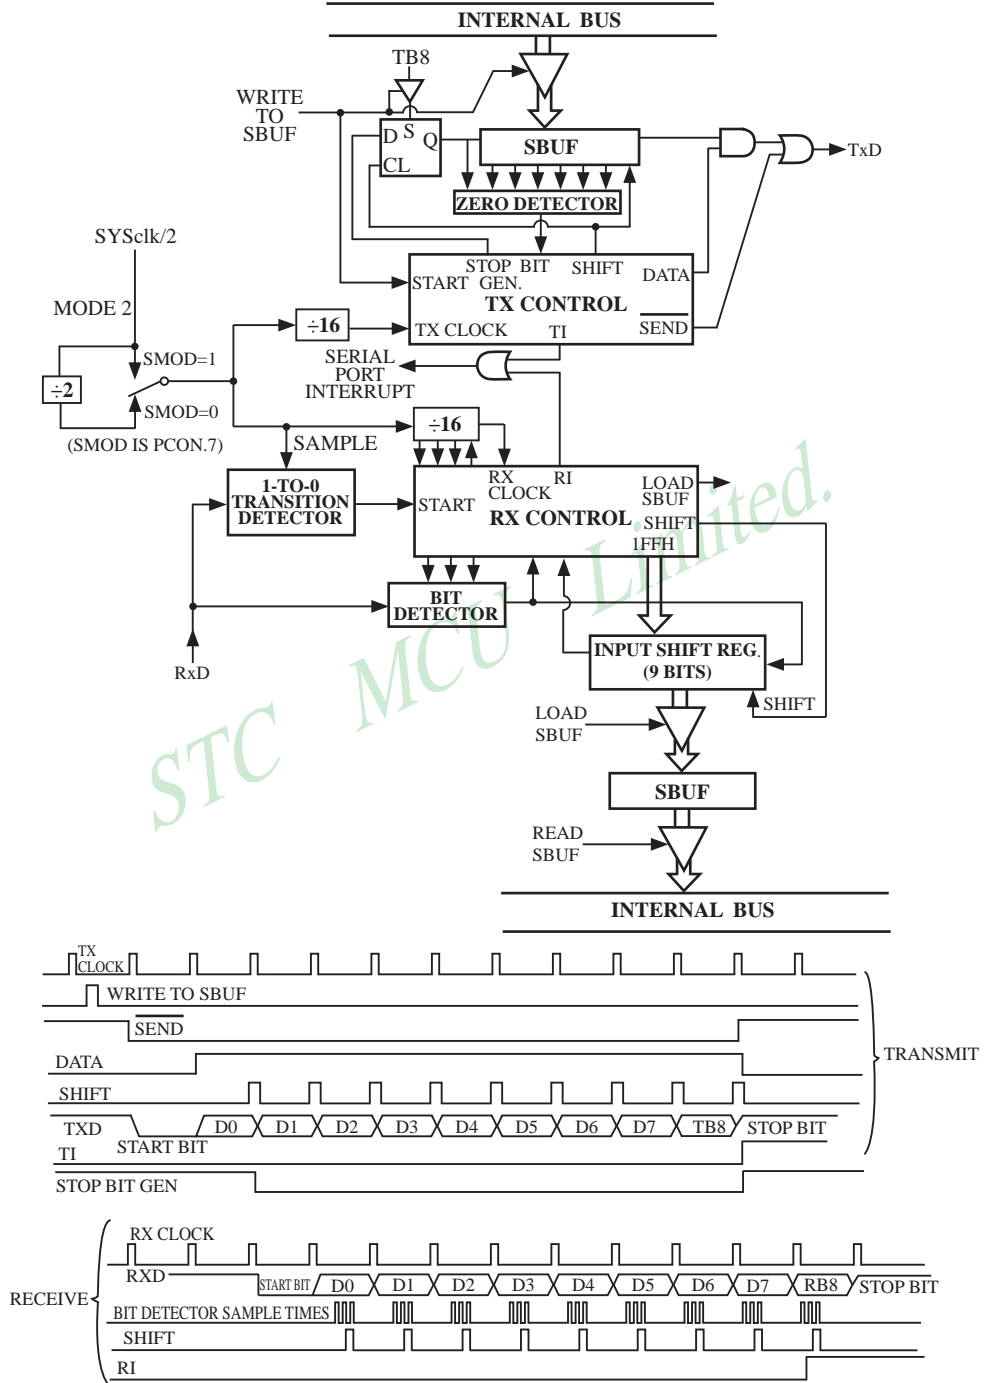 INTERNAL BUS
TB8
WRITE
TO
SBUF
D S Q
CL
SBUF
TxD
ZERO DETECTOR
SYSclk/2
STOP BIT SHIFT DATA
START GEN.
TX CONTROL
MODE 2
÷16
TX CLOCK TI SEND
SERIAL
PORT
INTERRUPT
SMOD=1
÷2
SMOD=0
(SMOD IS PCON.7)
SAMPLE
÷16
1-TO-0
TRANSITION
DETECTOR
RX RI LOAD
CLOCK SBUF
START
RX CONTROL SHIFT
1FFH
BIT
DETECTOR
RxD
INPUT SHIFT REG.
(9 BITS)
SHIFT
LOAD
SBUF
SBUF
READ
SBUF
INTERNAL BUS
STC MCU Limited.
TX
CLOCK
WRITE TO SBUF
SEND
DATA
TRANSMIT
SHIFT
TXD START BIT D0 D1 D2 D3 D4 D5 D6 D7 TB8 STOP BIT
TI
STOP BIT GEN
RX CLOCK
RXD START BIT D0 D1 D2 D3 D4 D5 D6 D7 RB8 STOP BIT
RECEIVE
BIT DETECTOR SAMPLE TIMES
SHIFT
RI